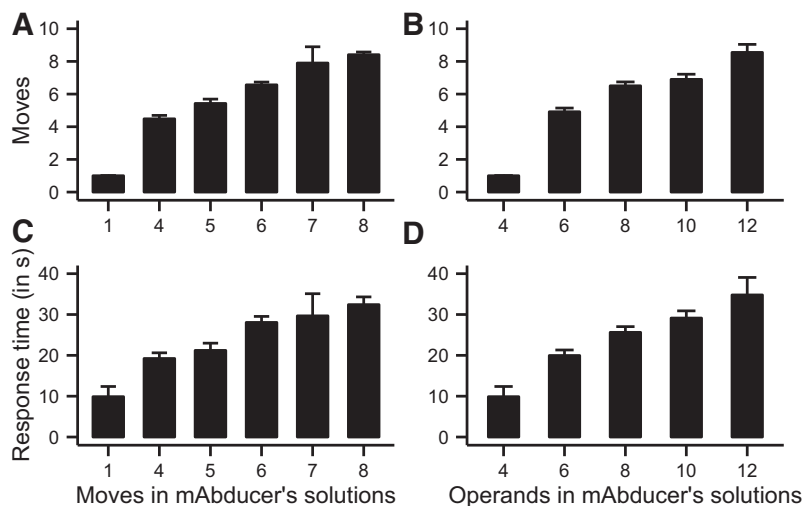 A
B
Moves
10
8
6
4
2
0
1 4 5 6 7 8
10
8
6
4
2
0
4 6 8 10 12
C
D
Response time (in s)
40
30
20
10
0
1 4 5 6 7 8
Moves in mAbducer's solutions
40
30
20
10
0
4 6 8 10 12
Operands in mAbducer's solutions